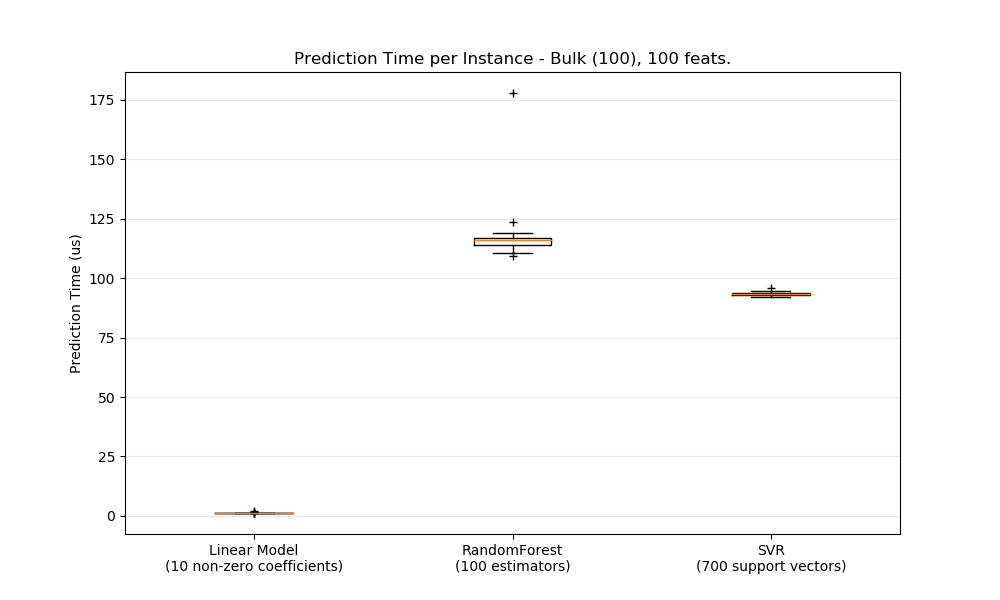 Prediction Time per Instance - Bulk (100), 100 feats.
175
150
125
100
75
50
25
0
Prediction Time (us)
Linear Model
(10 non-zero coefficients)
RandomForest
(100 estimators)
SVR
(700 support vectors)